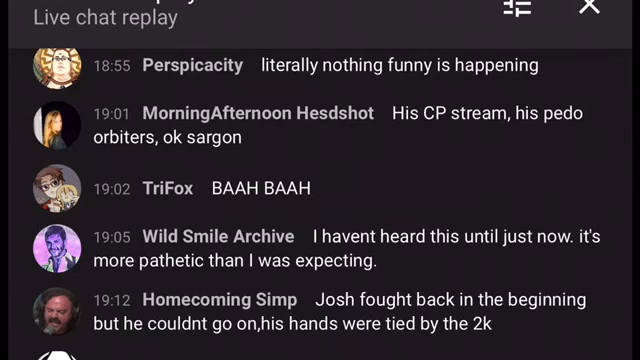 Live chat replay
18:55 Perspicacity literally nothing funny is happening
19:01 MorningAfternoon Hesdshot His CP stream, his pedo
orbiters, ok sargon
19:02 TriFox BAAH BAAH
19:05 Wild Smile Archive I havent heard this until just now. it's
more pathetic than I was expecting.
19:12 Homecoming Simp Josh fought back in the beginning
but he couldnt go on,his hands were tied by the 2k